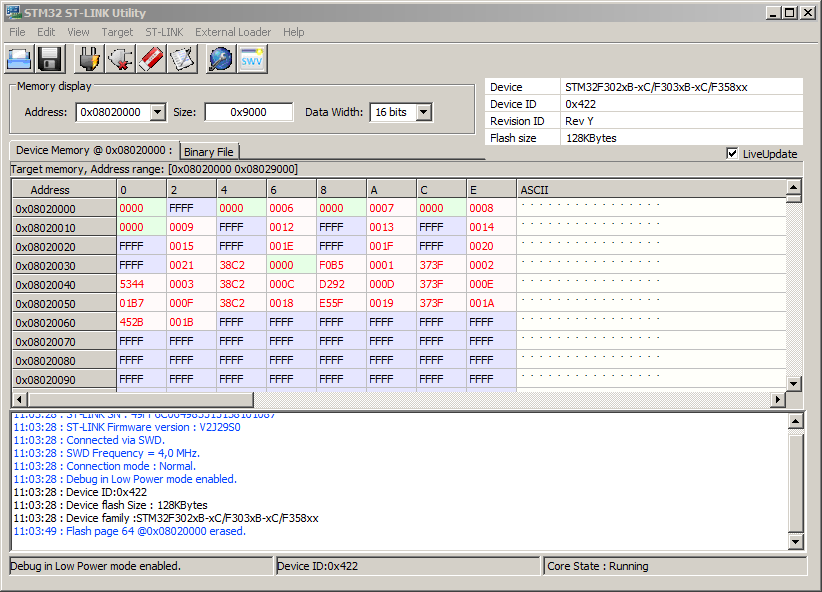 STM32 ST-LINK Utility
File Edit View Target ST-LINK External Loader Help
SWV
Memory display
Address: 0x08020000 Size: 0x9000 Data Width: 16 bits
Device STM32F302xB-xC/F303xB-xC/F358xx
Device ID 0x422
Revision ID Rev Y
Flash size 128KBytes
LiveUpdate
Device Memory @ 0x08020000 : Binary File
Target memory, Address range: [0x08020000 0x08029000]
Address 0 2 4 6 8 A C E ASCII
0x08020000 0000 FFFF 0000 0006 0000 0007 0000 0008 . . . . . . . . . . . . . . . .
0x08020010 0000 0009 FFFF 0012 FFFF 0013 FFFF 0014 . . . . . . . . . . . . . . . .
0x08020020 FFFF 0015 FFFF 001E FFFF 001F FFFF 0020 . . . . . . . . . . . . . . . .
0x08020030 FFFF 0021 38C2 0000 F0B5 0001 373F 0002 . . . . . . . . . . . . . . . .
0x08020040 5344 0003 38C2 000C D292 000D 373F 000E . . . . . . . . . . . . . . . .
0x08020050 01B7 000F 38C2 0018 E55F 0019 373F 001A . . . . . . . . . . . . . . . .
0x08020060 452B 001B FFFF FFFF FFFF FFFF FFFF FFFF . . . . . . . . . . . . . . . .
0x08020070 FFFF FFFF FFFF FFFF FFFF FFFF FFFF FFFF . . . . . . . . . . . . . . . .
0x08020080 FFFF FFFF FFFF FFFF FFFF FFFF FFFF FFFF . . . . . . . . . . . . . . . .
0x08020090 FFFF FFFF FFFF FFFF FFFF FFFF FFFF FFFF . . . . . . . . . . . . . . . .
11:03:28 : ST-LINK SN :
11:03:28 : ST-LINK Firmware version : V2J29S0
11:03:28 : Connected via SWD.
11:03:28 : SWD Frequency = 4,0 MHz.
11:03:28 : Connection mode : Normal.
11:03:28 : Debug in Low Power mode enabled.
11:03:28 : Device ID:0x422
11:03:28 : Device flash Size : 128KBytes
11:03:28 : Device family :STM32F302xB-xC/F303xB-xC/F358xx
11:03:49 : Flash page 64 @0x08020000 erased.
Debug in Low Power mode enabled. Device ID:0x422 Core State : Running